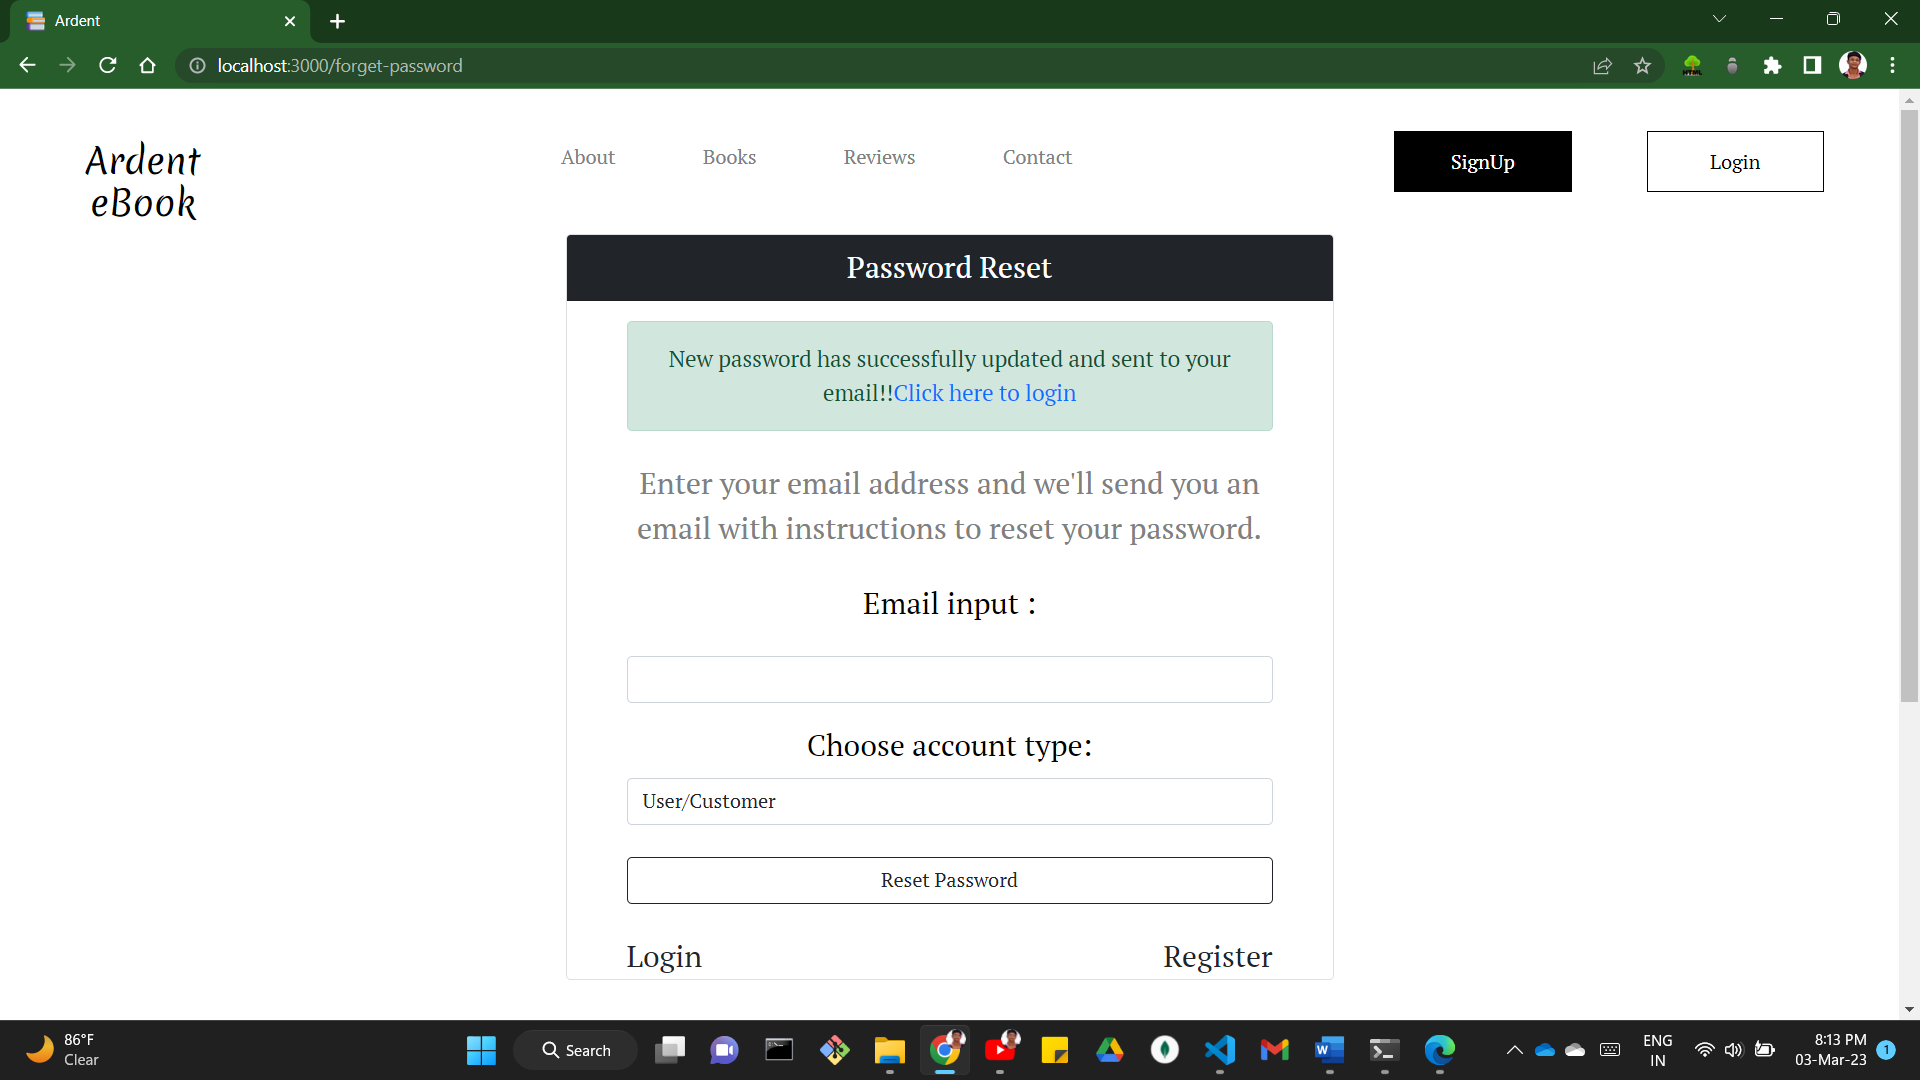 Ardent
localhost:3000/forget-password
Ardent
eBook
About
Books
Reviews
Contact
SignUp
Login
Password Reset
New password has successfully updated and sent to your
email!!Click here to login
Enter your email address and we'll send you an
email with instructions to reset your password.
Email input :
Choose account type:
User/Customer
Reset Password
Login
Register
86°F
Clear
Search
ENG
IN
8:13 PM
03-Mar-23
1